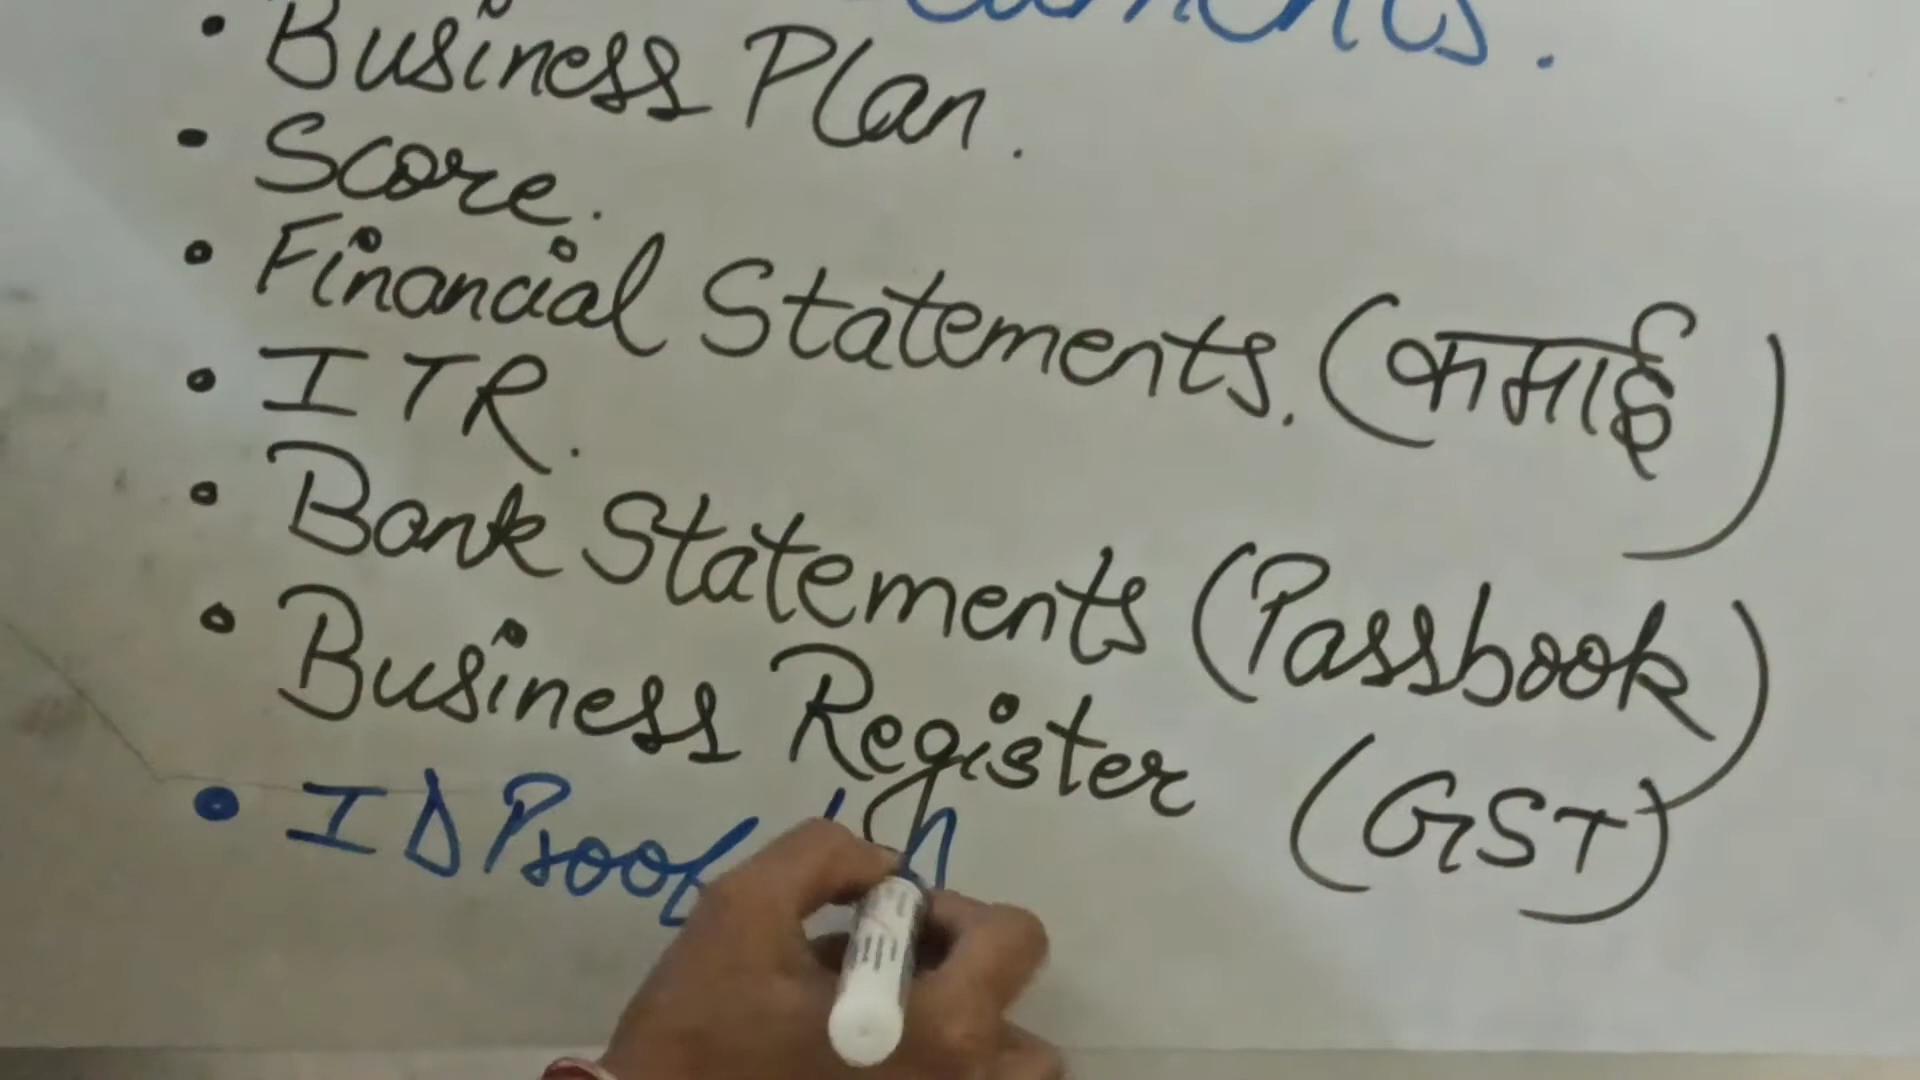 • Business Plan.
• Score.
• Financial Statements. (कमाई)
• ITR.
• Bank Statements (Passbook)
• Business Register (GST)
• ID Proof